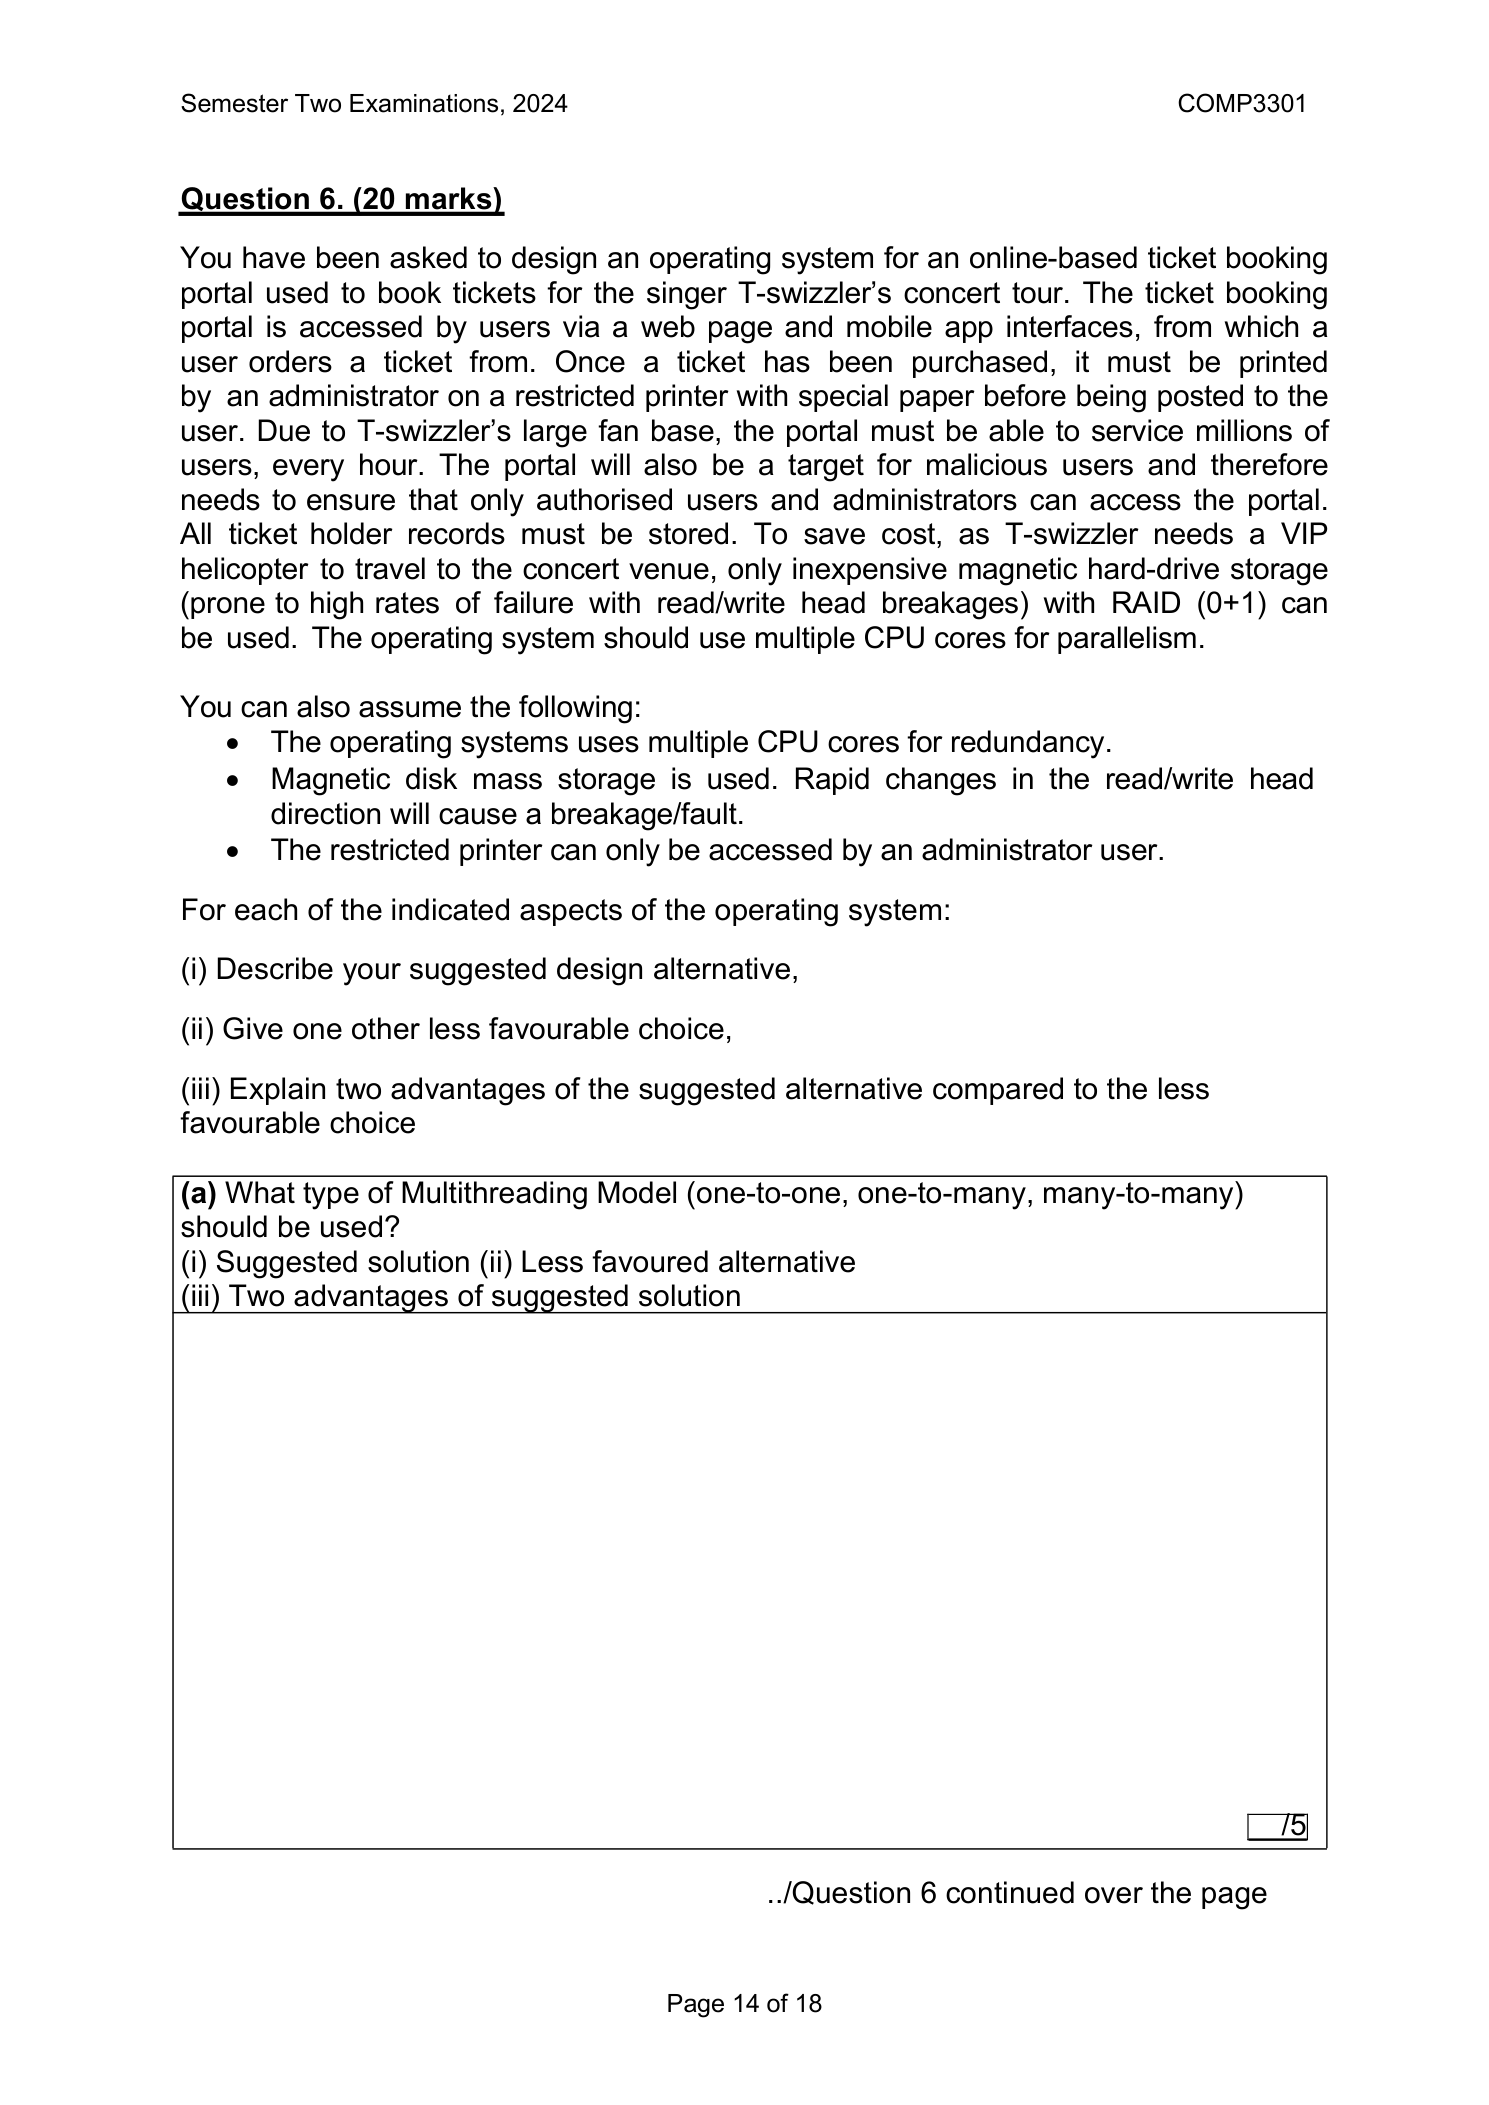 Semester Two Examinations, 2024 COMP3301
Question 6. (20 marks)
You have been asked to design an operating system for an online-based ticket booking
portal used to book tickets for the singer T-swizzler’s concert tour. The ticket booking
portal is accessed by users via a web page and mobile app interfaces, from which a
user orders a ticket from. Once a ticket has been purchased, it must be printed
by an administrator on a restricted printer with special paper before being posted to the
user. Due to T-swizzler’s large fan base, the portal must be able to service millions of
users, every hour. The portal will also be a target for malicious users and therefore
needs to ensure that only authorised users and administrators can access the portal.
All ticket holder records must be stored. To save cost, as T-swizzler needs a VIP
helicopter to travel to the concert venue, only inexpensive magnetic hard-drive storage
(prone to high rates of failure with read/write head breakages) with RAID (0+1) can
be used. The operating system should use multiple CPU cores for parallelism.
You can also assume the following:
• The operating systems uses multiple CPU cores for redundancy.
• Magnetic disk mass storage is used. Rapid changes in the read/write head
direction will cause a breakage/fault.
• The restricted printer can only be accessed by an administrator user.
For each of the indicated aspects of the operating system:
(i) Describe your suggested design alternative,
(ii) Give one other less favourable choice,
(iii) Explain two advantages of the suggested alternative compared to the less
favourable choice
(a) What type of Multithreading Model (one-to-one, one-to-many, many-to-many)
should be used?
(i) Suggested solution (ii) Less favoured alternative
(iii) Two advantages of suggested solution
/5
../Question 6 continued over the page
Page 14 of 18